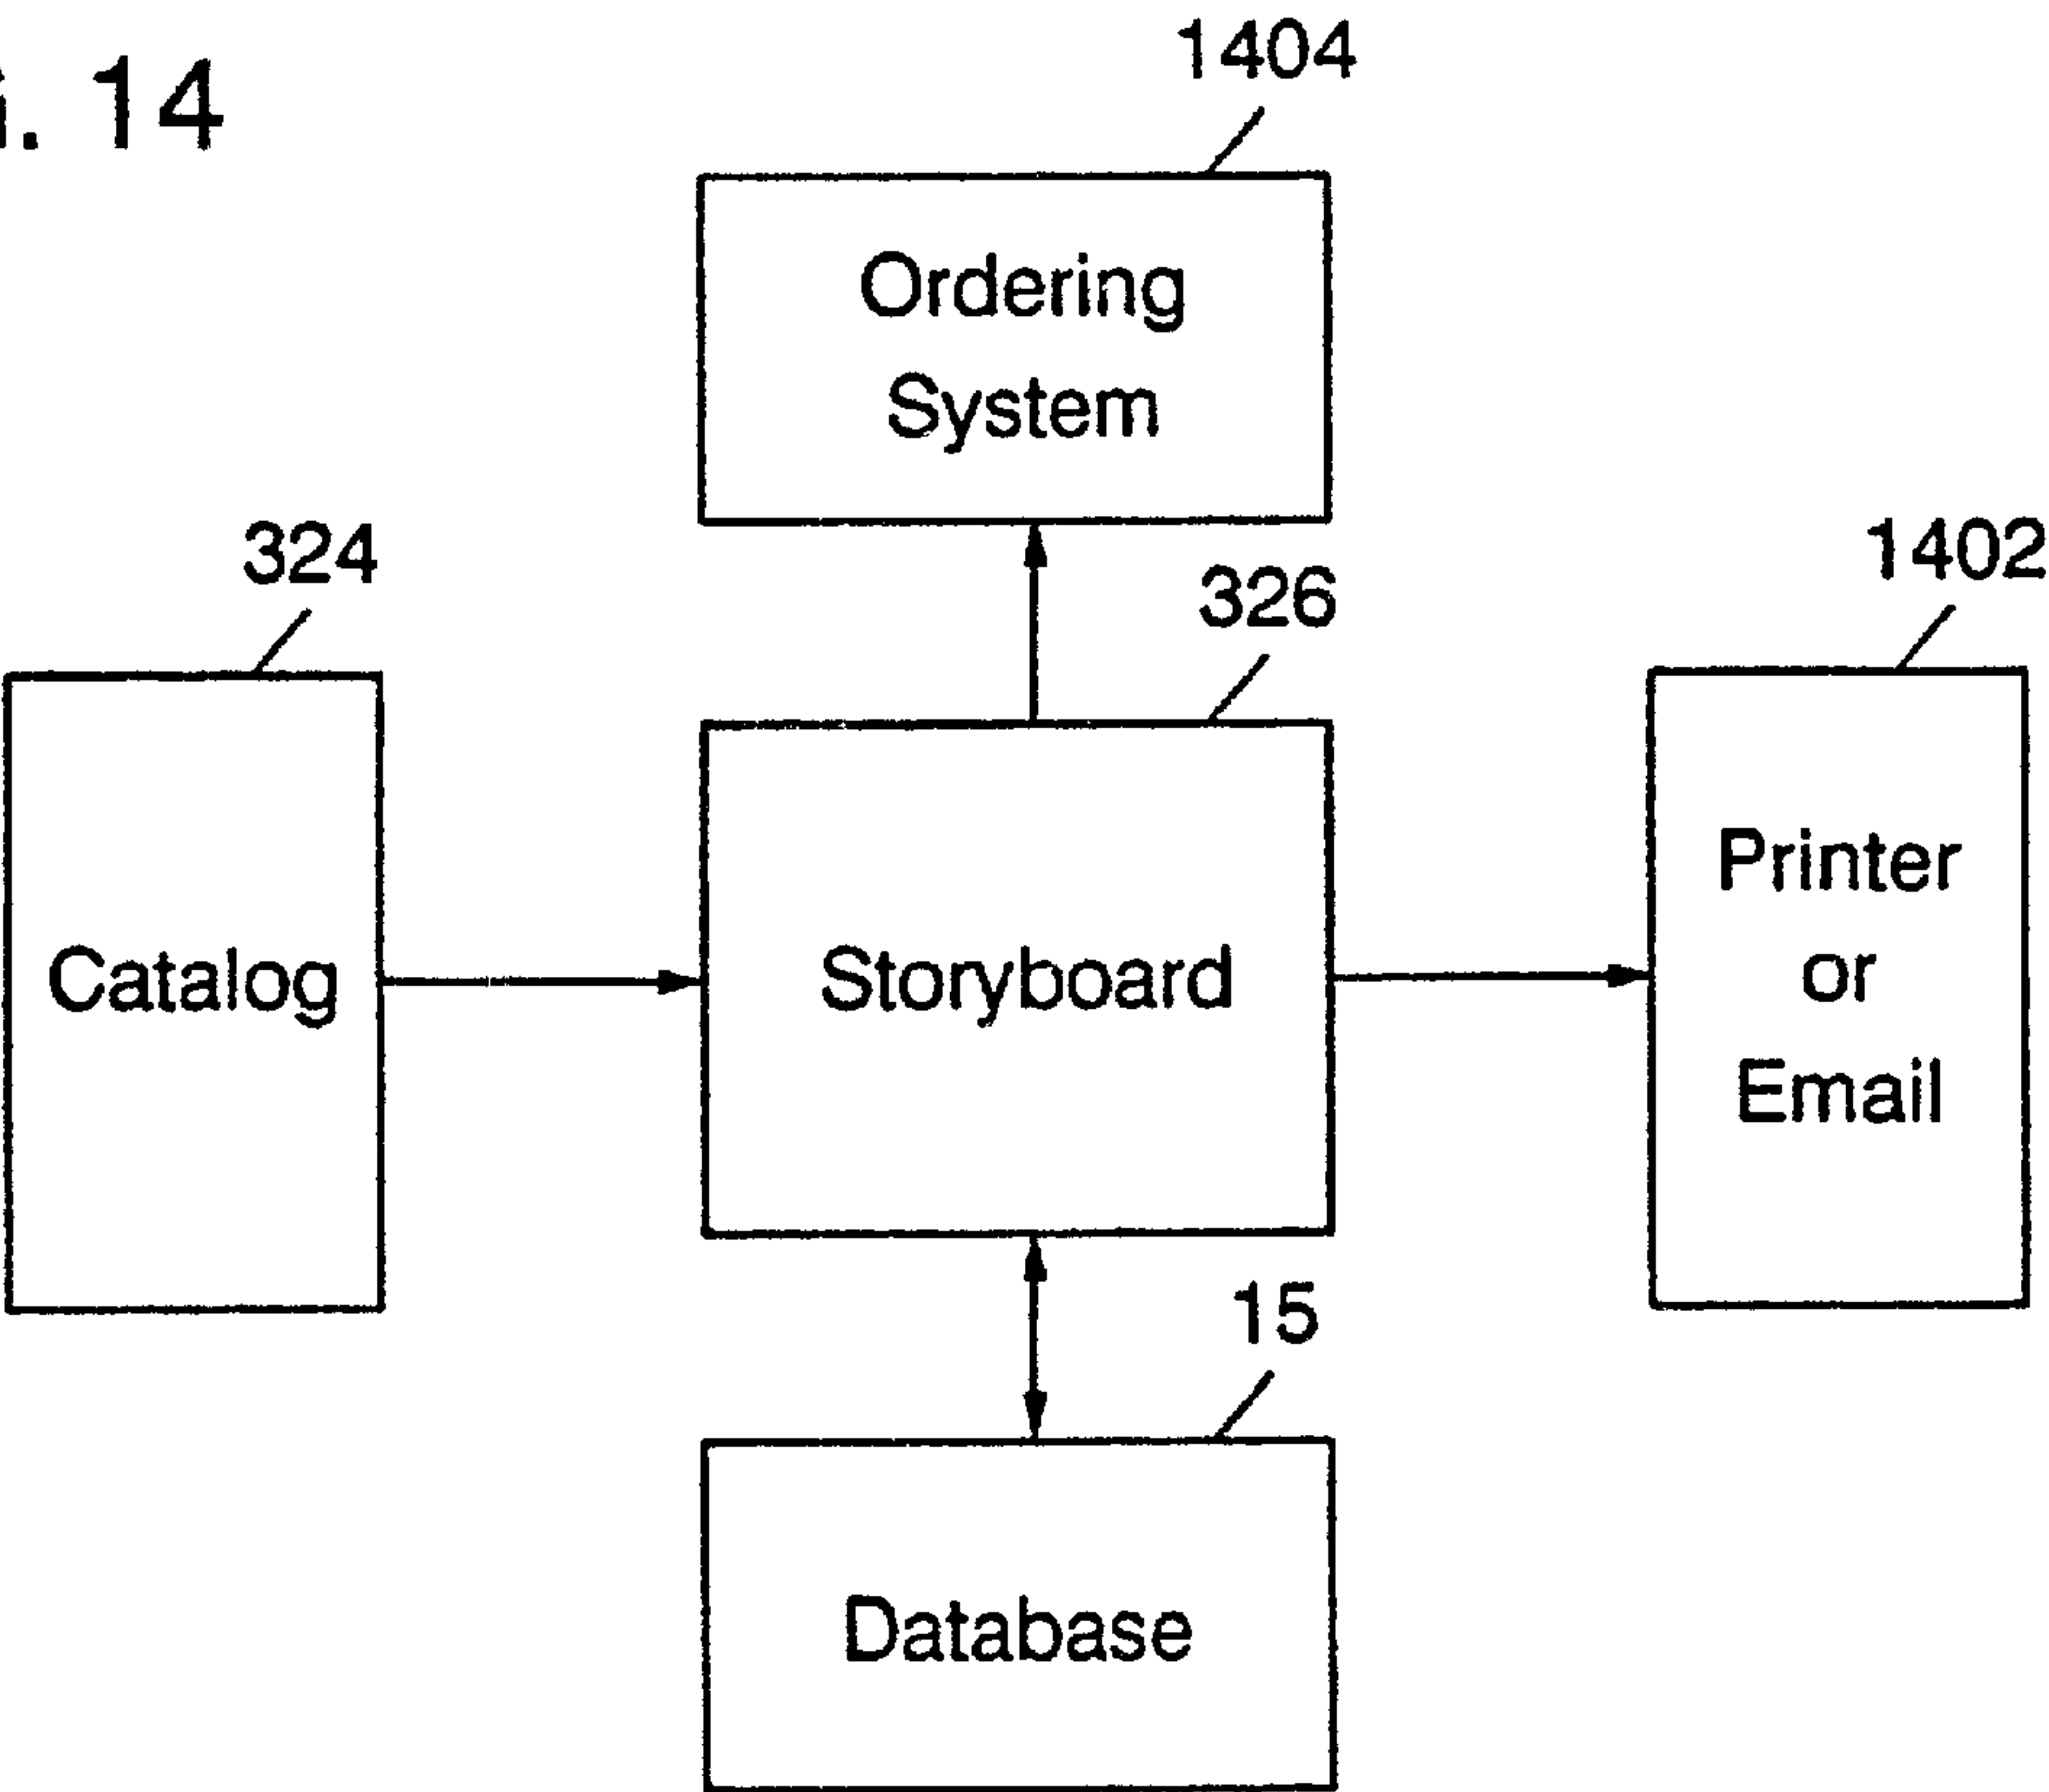 . 14
1404
Ordering
System
324
326
1402
Catalog
Storyboard
Printer
or
Email
15
Database